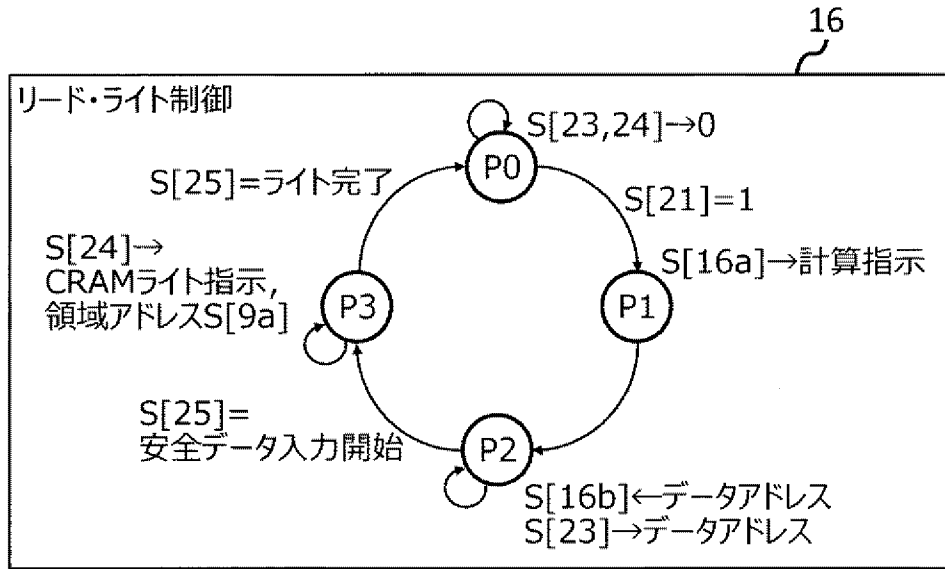 16
リード・ライト制御
S[23,24]→0
P0
S[25]=ライト完了
S[21]=1
S[24]→
CRAMライト指示,
領域アドレスS[9a]
S[16a]→計算指示
P3
P1
S[25]=
安全データ入力開始
P2
S[16b]←データアドレス
S[23]→データアドレス